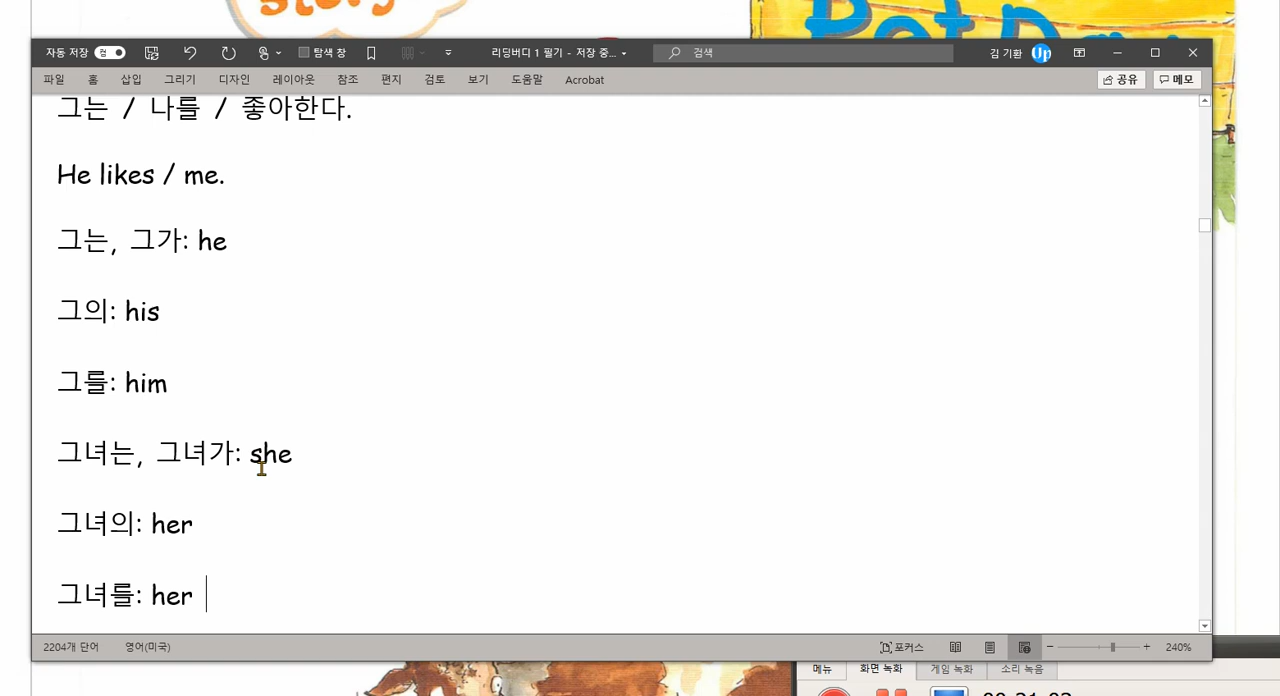 story
자동 저장
탐색 창
리딩버디 1 필기 - 저장 중...
검색
김 기환
Up
파일 홈 삽입 그리기 디자인 레이아웃 참조 편지 검토 보기 도움말 Acrobat
공유 메모
그는 / 나를 / 좋아한다.
He likes / me.
그는, 그가: he
그의: his
그를: him
그녀는, 그녀가: she
그녀의: her
그녀를: her
2204개 단어 영어(미국) 포커스 240%
메뉴 화면 녹화 게임 녹화 소리 녹음